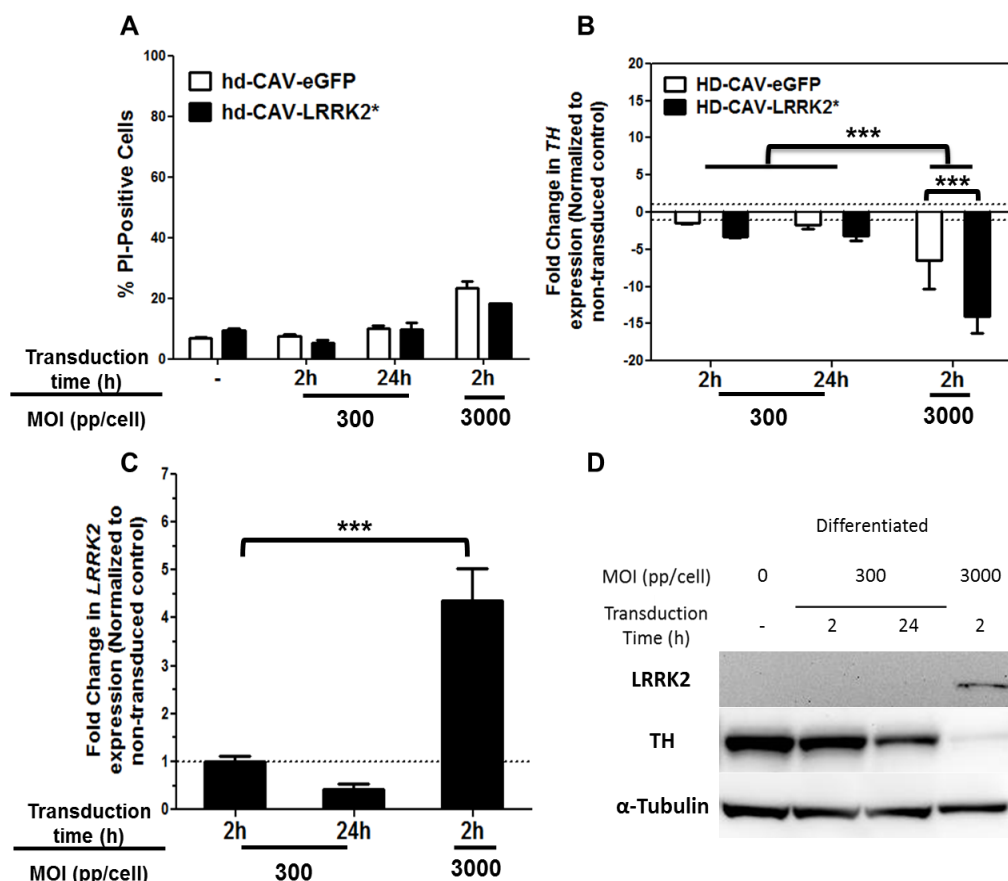 A
% PI-Positive Cells
100
80
60
40
20
0
hd-CAV-eGFP
hd-CAV-LRRK2*
Transduction
time (h)
- 2h 24h 2h
MOI (pp/cell) 300 3000
B
Fold Change in TH
expression (Normalized to
non-transduced control)
20
15
10
5
0
-5
-10
-15
-20
HD-CAV-eGFP
HD-CAV-LRRK2*
***
***
2h 24h 2h
300 3000
C
Fold Change in LRRK2
expression (Normalized to
non-transduced control)
7
6
5
4
3
2
1
0
***
Transduction
time (h)
2h 24h 2h
MOI (pp/cell) 300 3000
D
Differentiated
MOI (pp/cell) 0 300 3000
Transduction
Time (h) - 2 24 2
LRRK2
TH
α-Tubulin